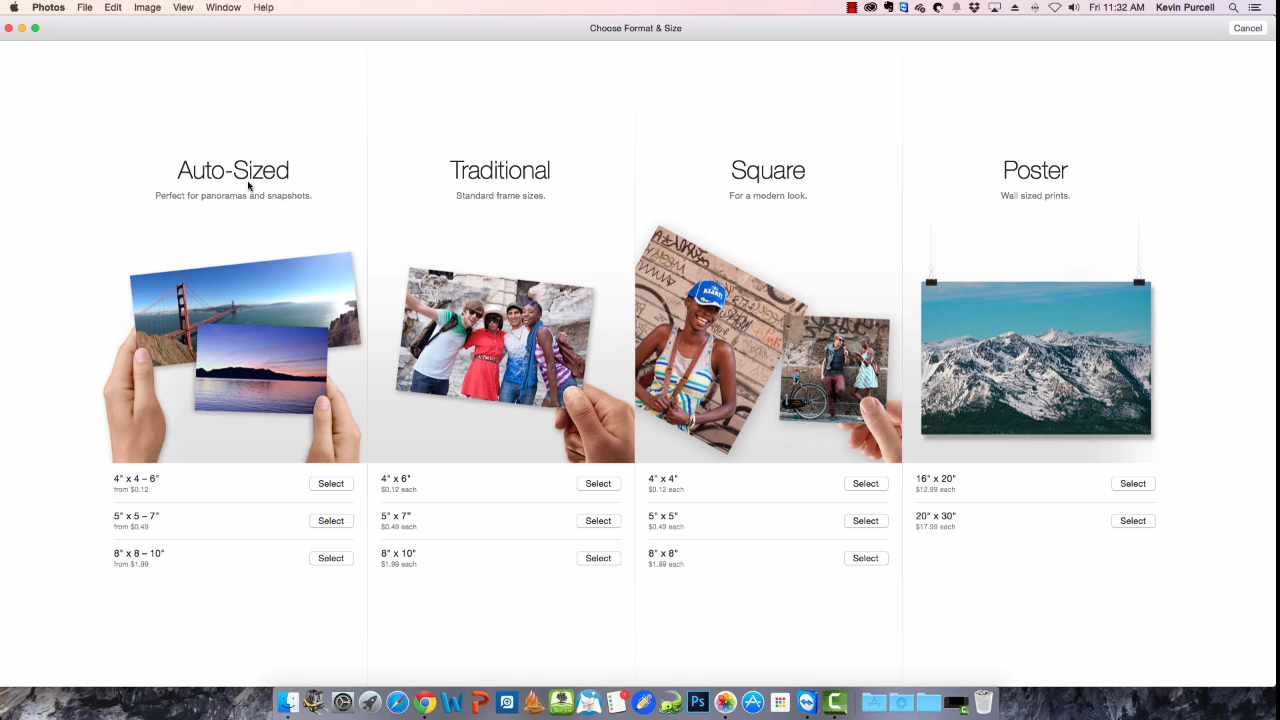 Photos File Edit Image View Window Help Fri 11:32 AM Kevin Purcell
Choose Format & Size
Cancel
Auto-Sized
Perfect for panoramas and snapshots.
4" x 4 – 6"
from $0.12
Select
5" x 5 – 7"
from $0.49
Select
8" x 8 – 10"
from $1.99
Select
Traditional
Standard frame sizes.
4" x 6"
$0.12 each
Select
5" x 7"
$0.49 each
Select
8" x 10"
$1.99 each
Select
Square
For a modern look.
4" x 4"
$0.12 each
Select
5" x 5"
$0.49 each
Select
8" x 8"
$1.99 each
Select
Poster
Wall sized prints.
16" x 20"
$12.99 each
Select
20" x 30"
$17.99 each
Select
Ps